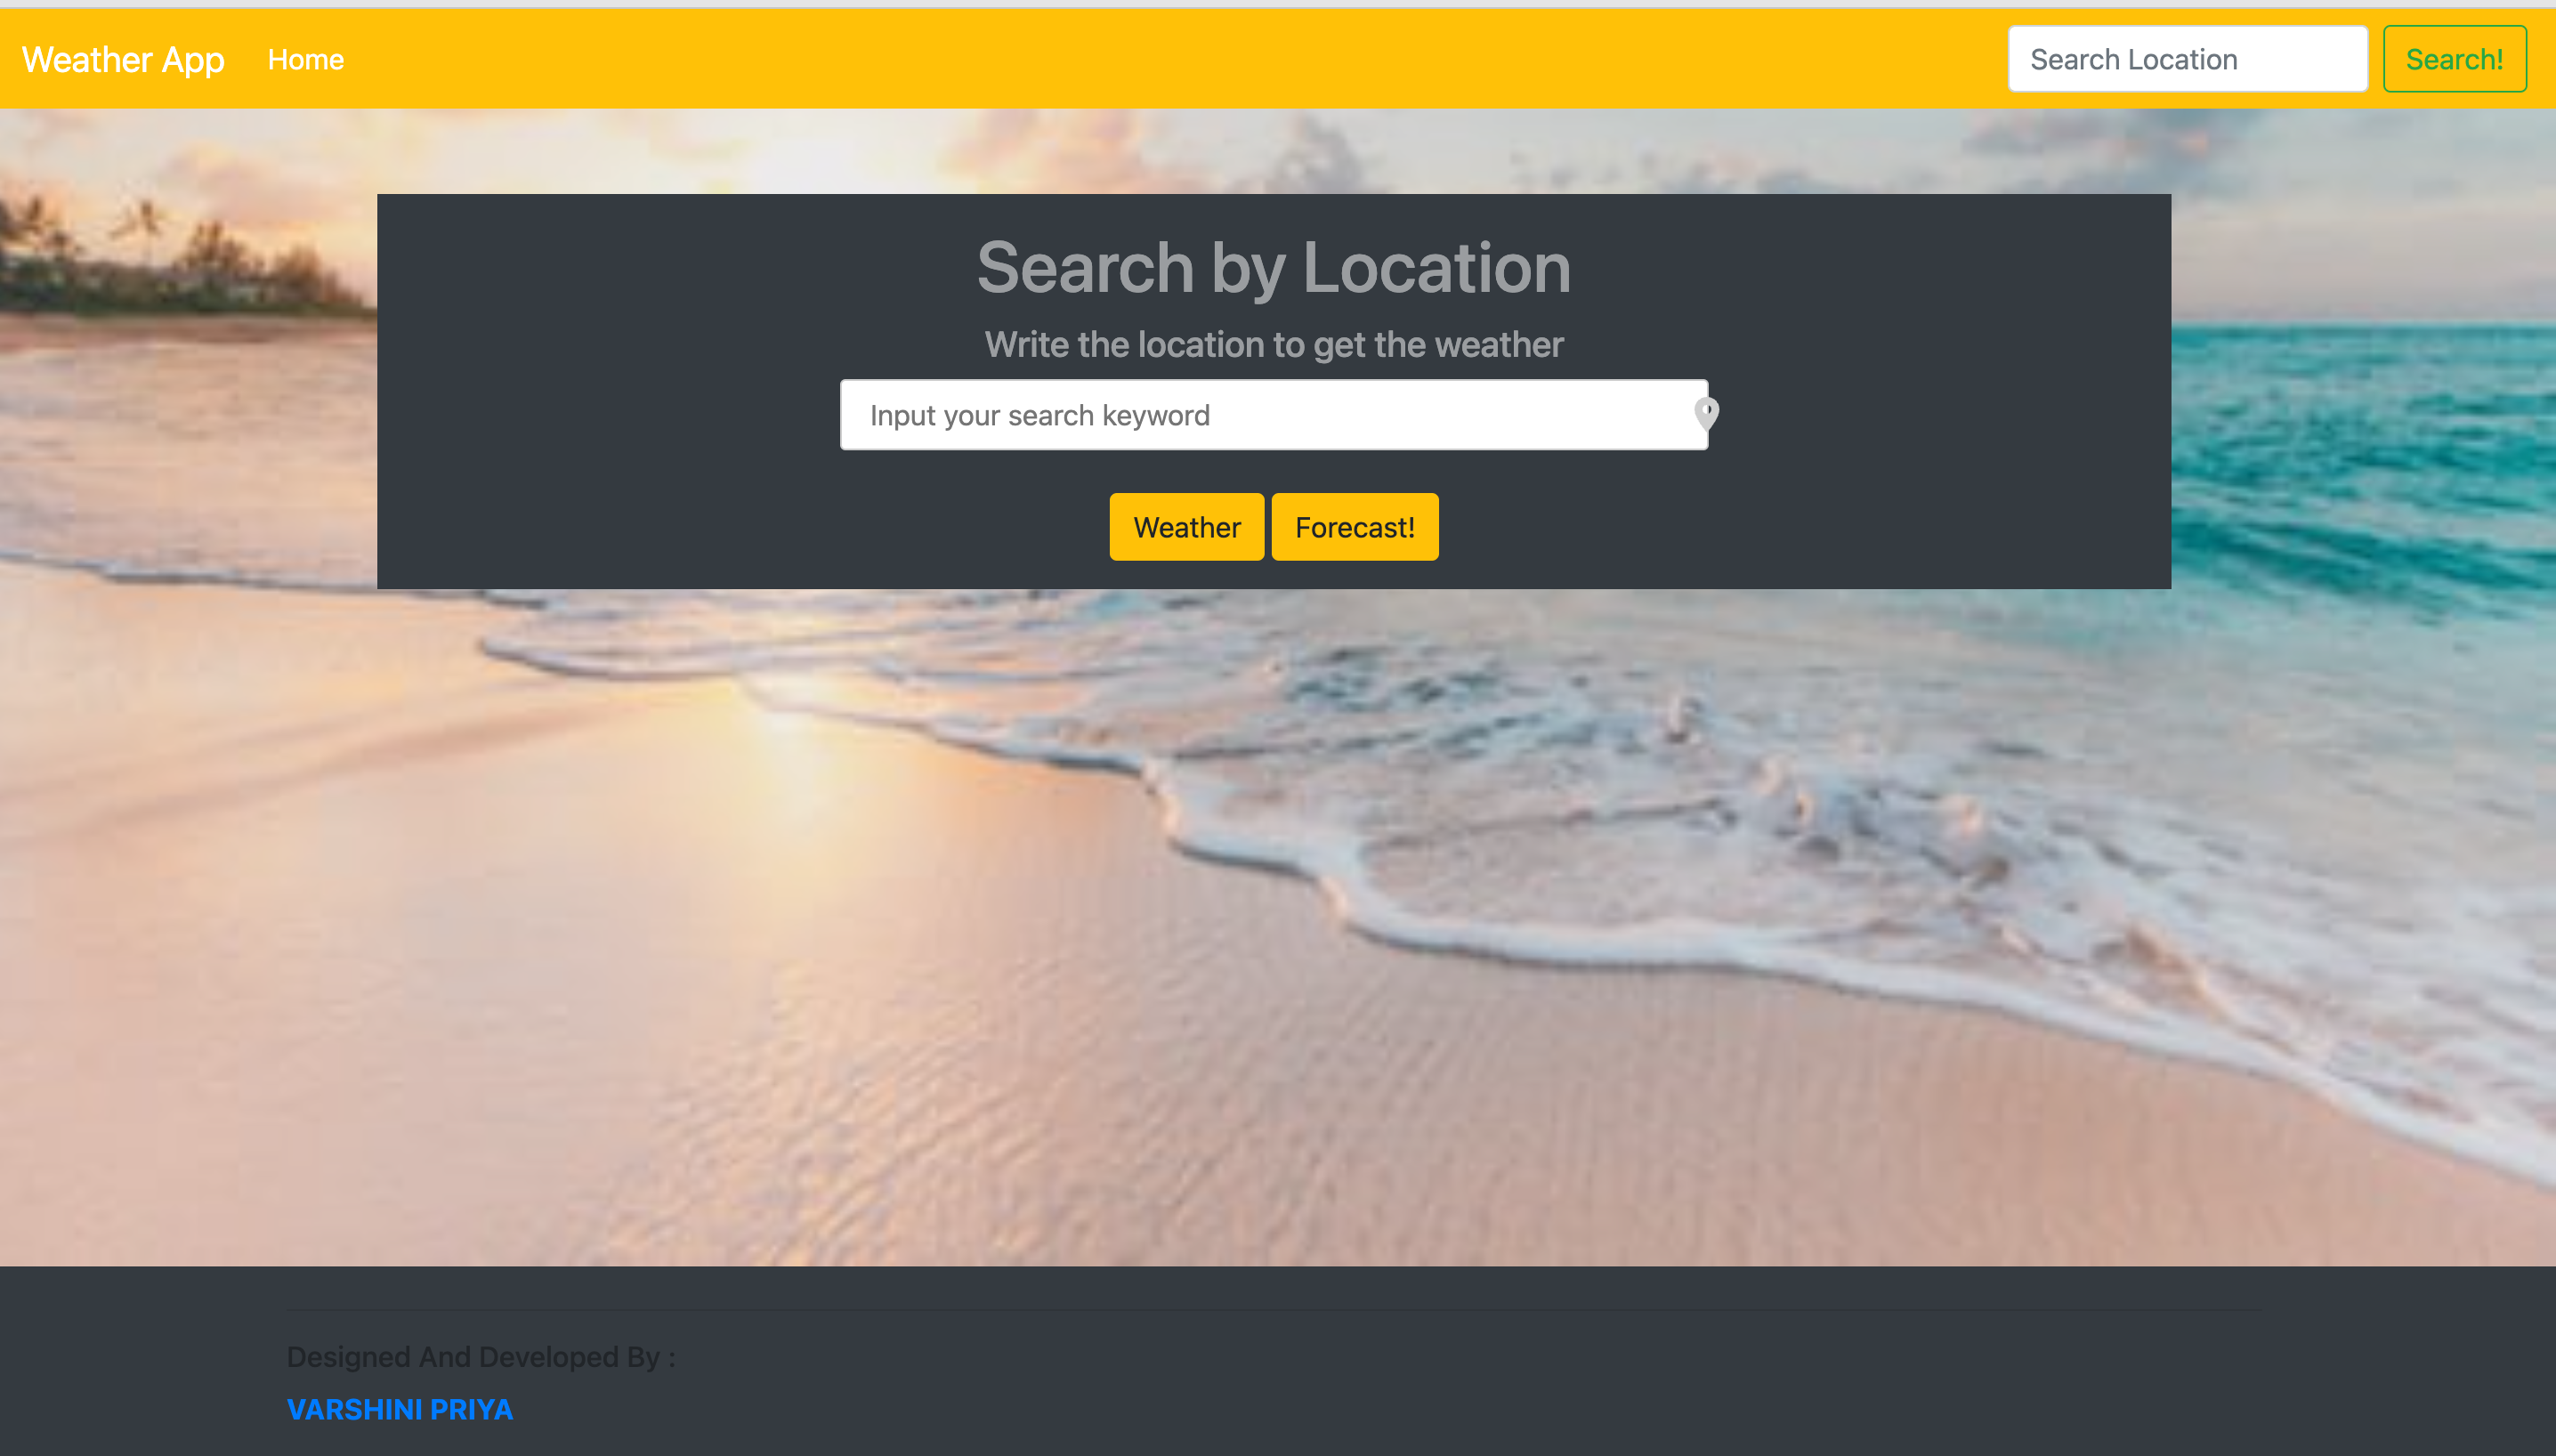 Weather App Home Search Location Search!
Search by Location
Write the location to get the weather
Input your search keyword
Weather Forecast!
Designed And Developed By :
VARSHINI PRIYA